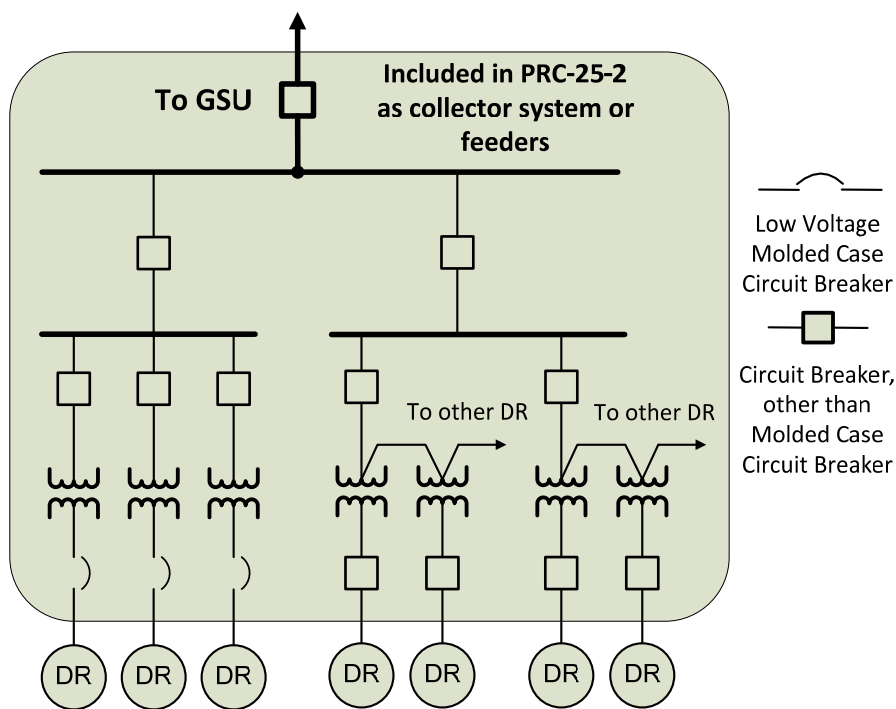 To GSU
Included in PRC-25-2
as collector system or
feeders
Low Voltage
Molded Case
Circuit Breaker
Circuit Breaker,
other than
Molded Case
Circuit Breaker
To other DR
To other DR
DR
DR
DR
DR
DR
DR
DR